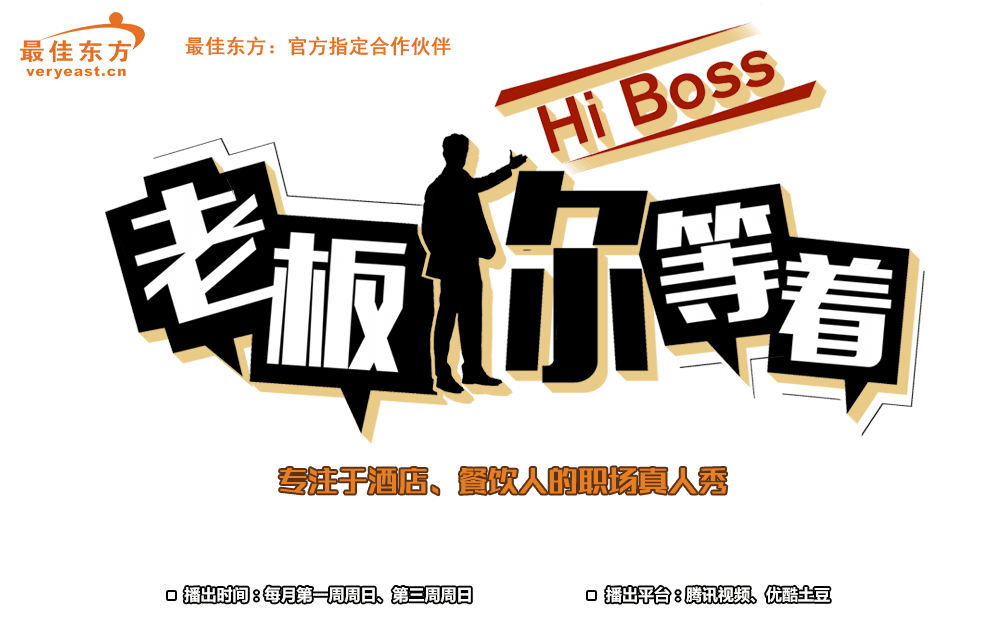 最佳东方
veryeast.cn
最佳东方：官方指定合作伙伴
Hi Boss
老板你等着
专注于酒店、餐饮人的职场真人秀
播出时间：每月第一周周日、第三周周日
播出平台：腾讯视频、优酷土豆